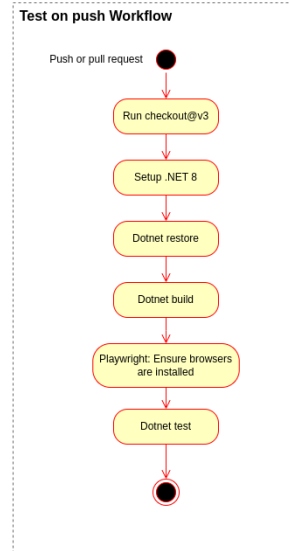 Test on push Workflow
Push or pull request
Run checkout@v3
Setup .NET 8
Dotnet restore
Dotnet build
Playwright: Ensure browsers
are installed
Dotnet test